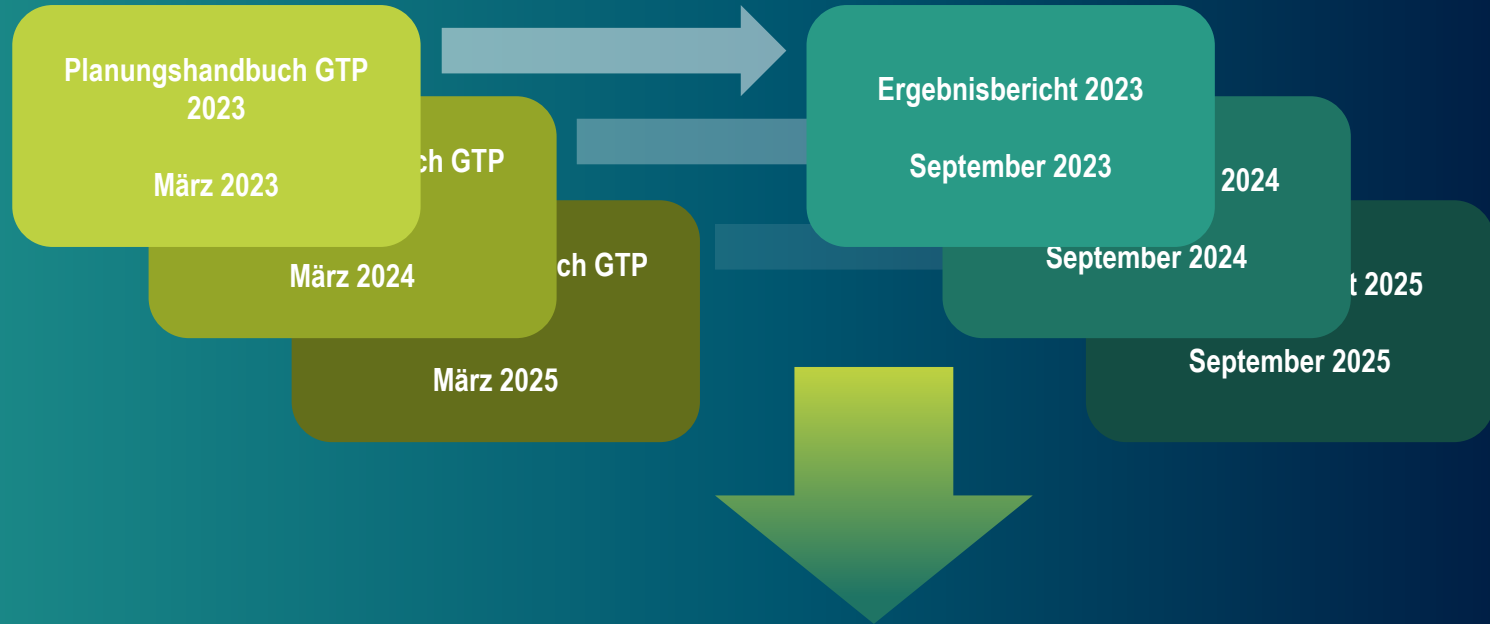 Planungshandbuch GTP
2023
März 2023
ch GTP
März 2024
ch GTP
März 2025
Ergebnisbericht 2023
September 2023
2024
September 2024
t 2025
September 2025